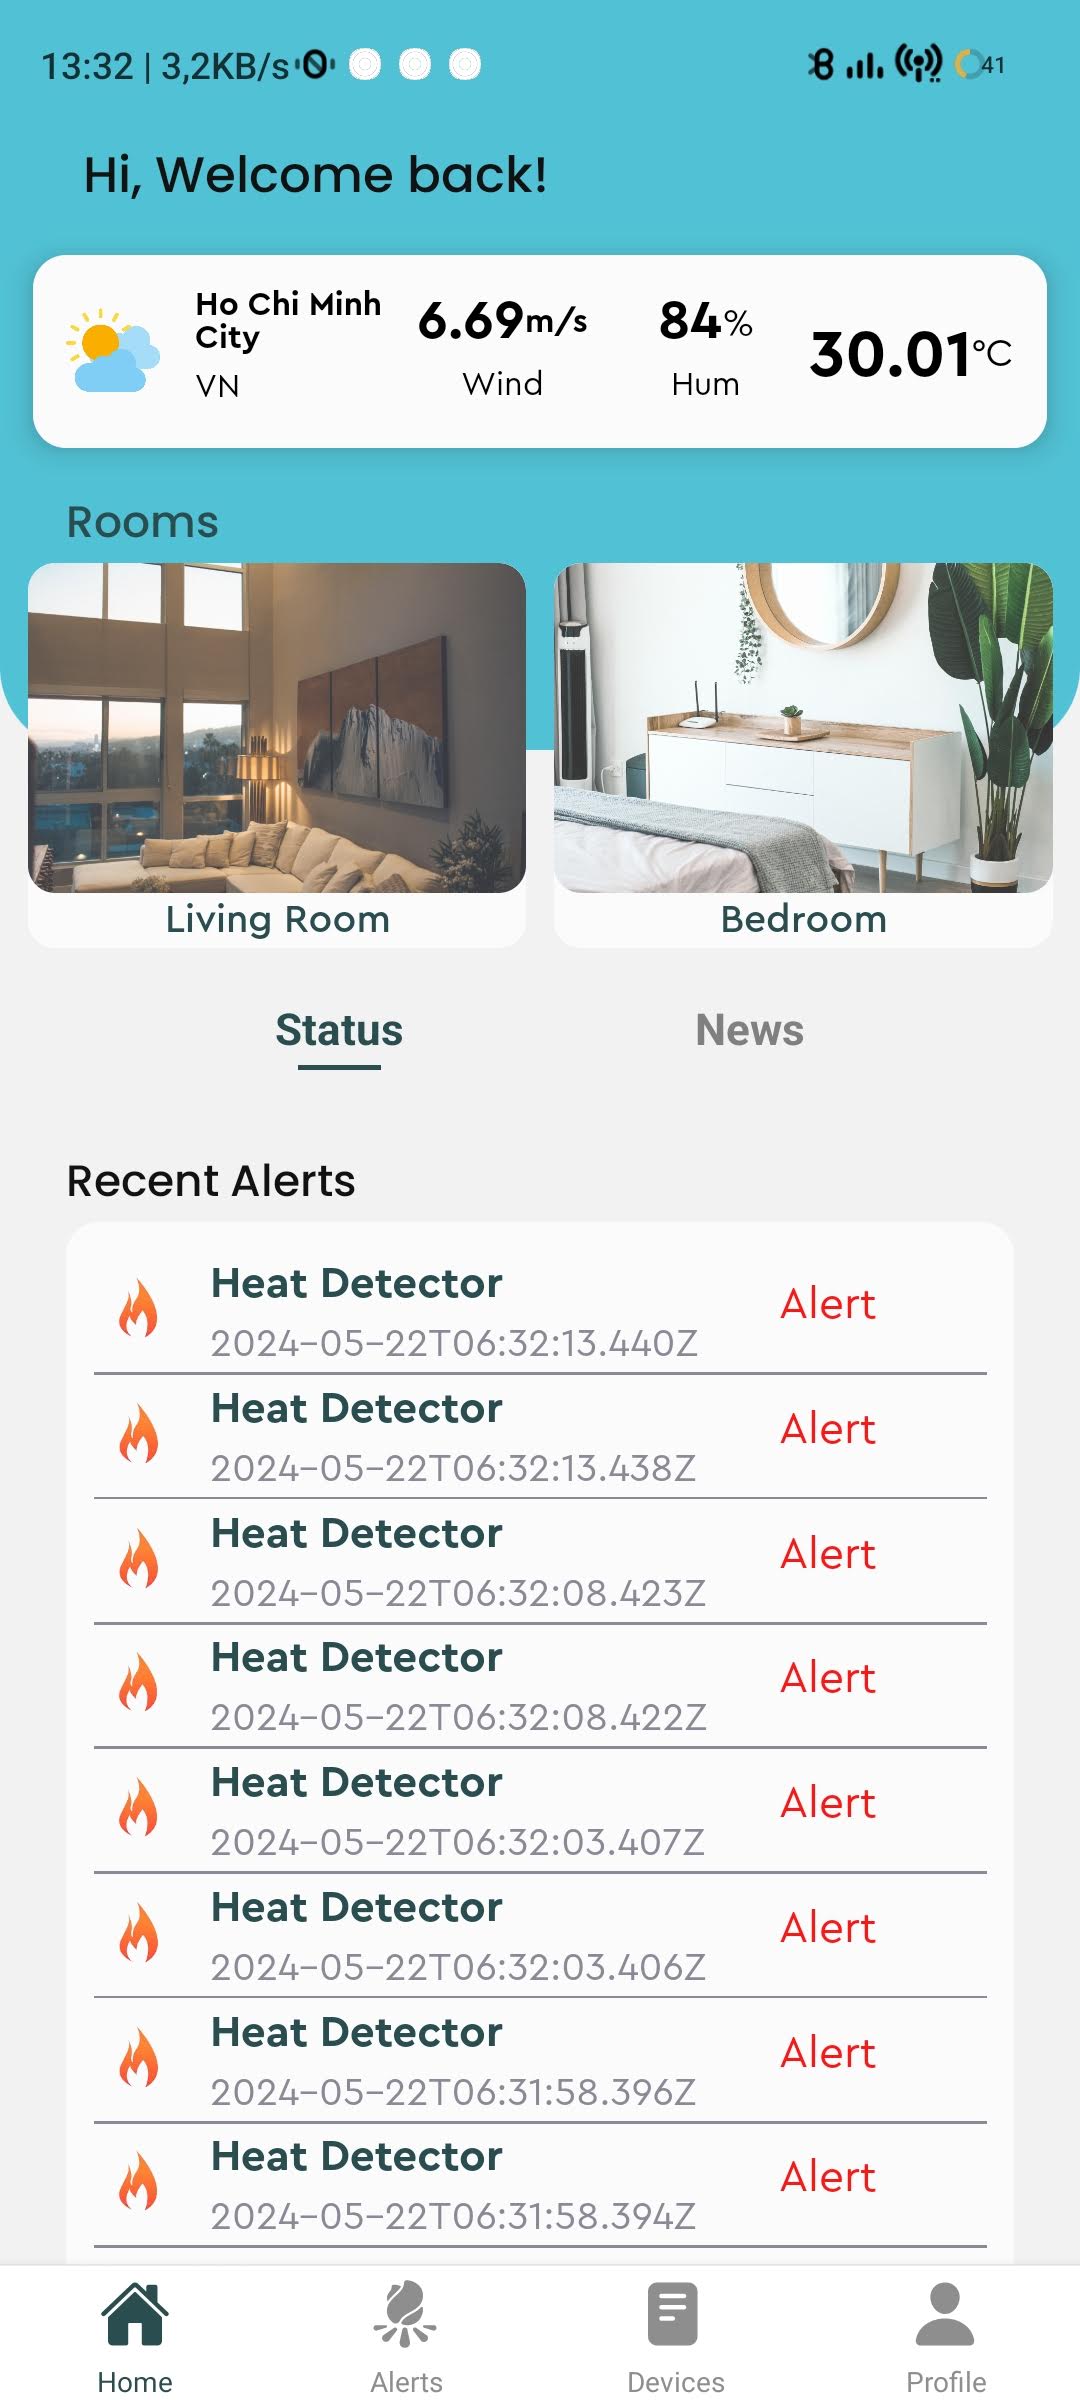 13:32 | 3,2KB/s
41
Hi, Welcome back!
Ho Chi Minh
City
VN
6.69m/s
Wind
84%
Hum
30.01°C
Rooms
Living Room
Bedroom
Status
News
Recent Alerts
Heat Detector
2024-05-22T06:32:13.440Z
Alert
Heat Detector
2024-05-22T06:32:13.438Z
Alert
Heat Detector
2024-05-22T06:32:08.423Z
Alert
Heat Detector
2024-05-22T06:32:08.422Z
Alert
Heat Detector
2024-05-22T06:32:03.407Z
Alert
Heat Detector
2024-05-22T06:32:03.406Z
Alert
Heat Detector
2024-05-22T06:31:58.396Z
Alert
Heat Detector
2024-05-22T06:31:58.394Z
Alert
Home
Alerts
Devices
Profile